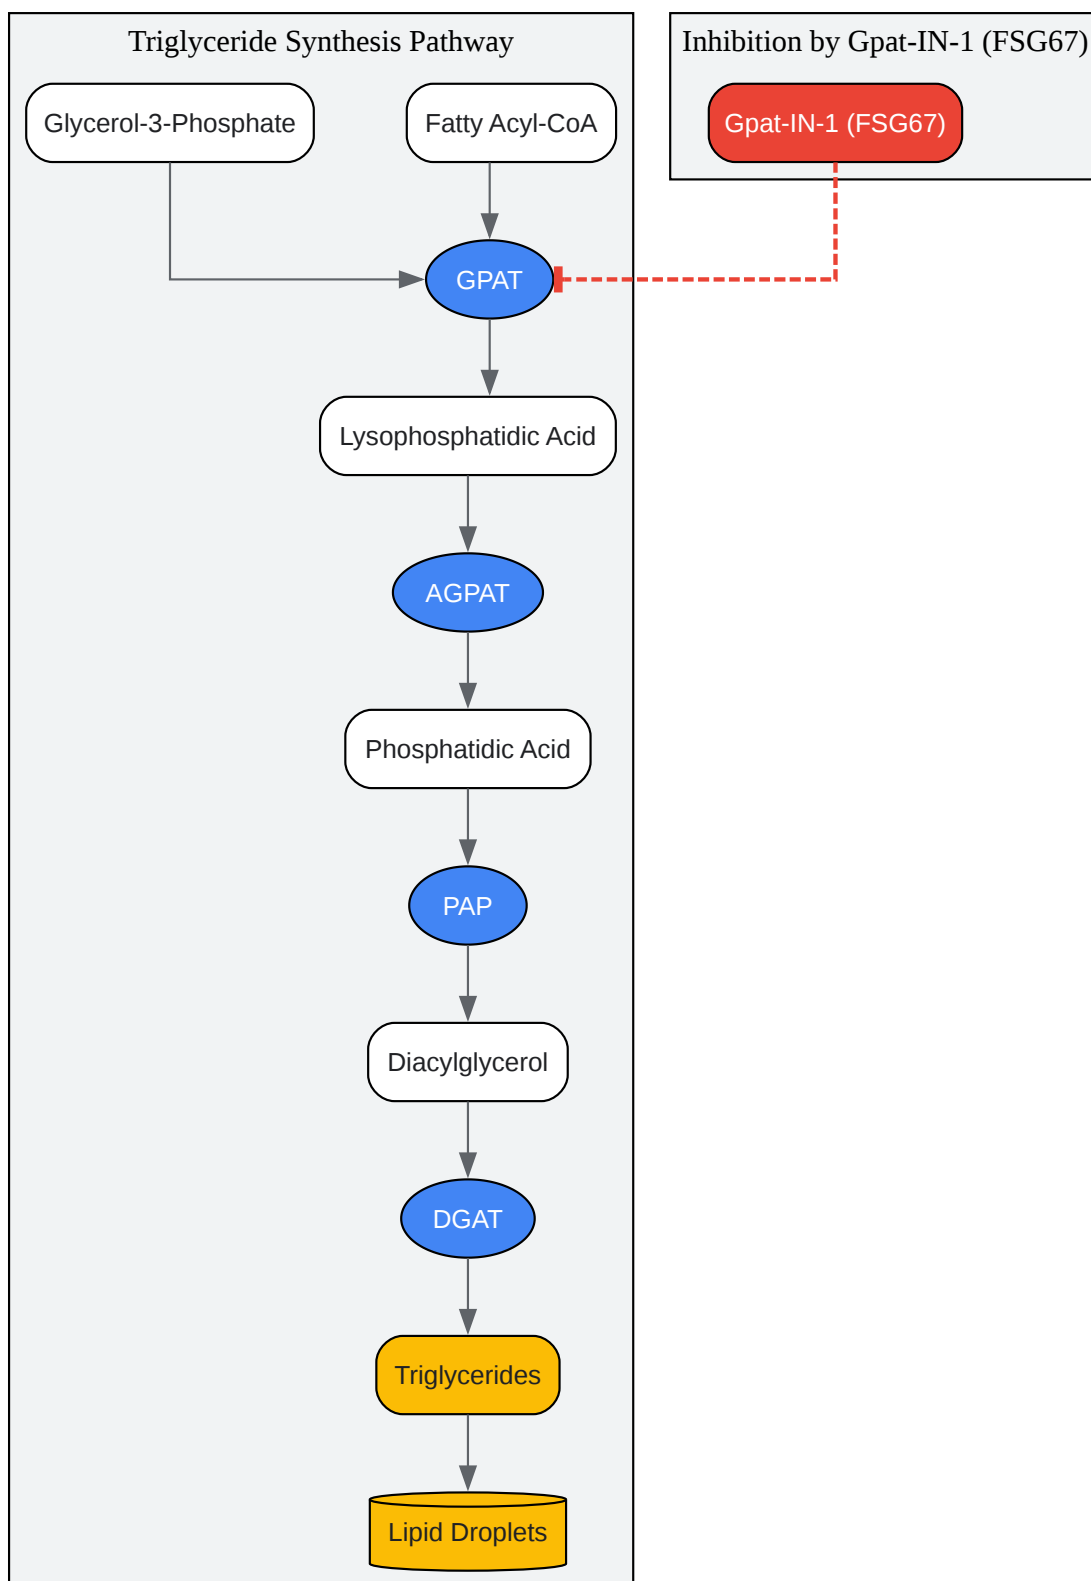 Triglyceride Synthesis Pathway
Inhibition by Gpat-IN-1 (FSG67)
Glycerol-3-Phosphate
Fatty Acyl-CoA
Gpat-IN-1 (FSG67)
GPAT
Lysophosphatidic Acid
AGPAT
Phosphatidic Acid
PAP
Diacylglycerol
DGAT
Triglycerides
Lipid Droplets